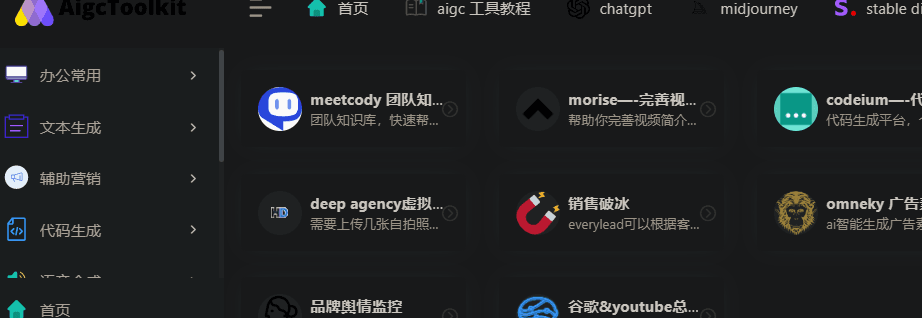 AigcToolkit
首页
aigc 工具教程
chatgpt
midjourney
stable di
办公常用
文本生成
辅助营销
代码生成
首页
meetcody 团队知...
团队知识库，快速帮...
morise—-完善视...
帮助你完善视频简介...
codeium—-代
代码生成平台，
deep agency虚拟...
需要上传几张自拍照...
销售破冰
everylead可以根据客...
omneky 广告素
ai智能生成广告素
品牌舆情监控
谷歌&youtube总...